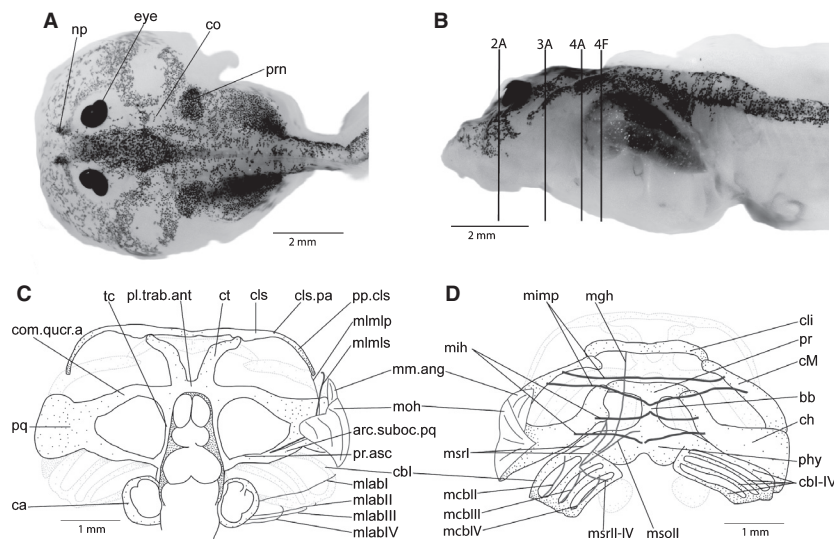 A
np
eye
co
prn
2 mm
B
2A 3A 4A 4F
2 mm
C
tc pl.trab.ant ct cls cls.pa pp.cls
com.qucr.a
mlmlp
mlmls
mm.ang
pq
moh
arc.suboc.pq
pr.asc
cbI
ca
mlabI
mlabII
mlabIII
mlabIV
1 mm
D
mimp mgh
cli
pr
mih
cM
bb
ch
msrI
phy
mcbII
cbI-IV
mcbIII
mcbIV
msrII-IV msoII
1 mm